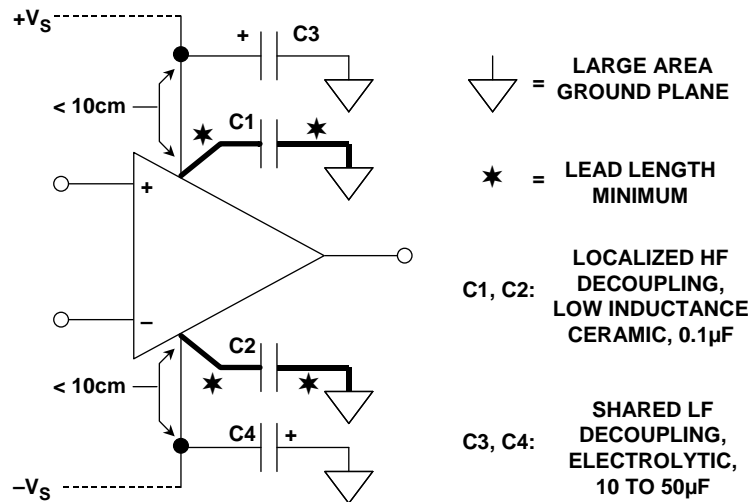 +VS
+
C3
< 10cm
C1
+
–
C2
< 10cm
C4
+
–VS
=
LARGE AREA
GROUND PLANE
=
LEAD LENGTH
MINIMUM
C1, C2:
LOCALIZED HF
DECOUPLING,
LOW INDUCTANCE
CERAMIC, 0.1μF
C3, C4:
SHARED LF
DECOUPLING,
ELECTROLYTIC,
10 TO 50μF